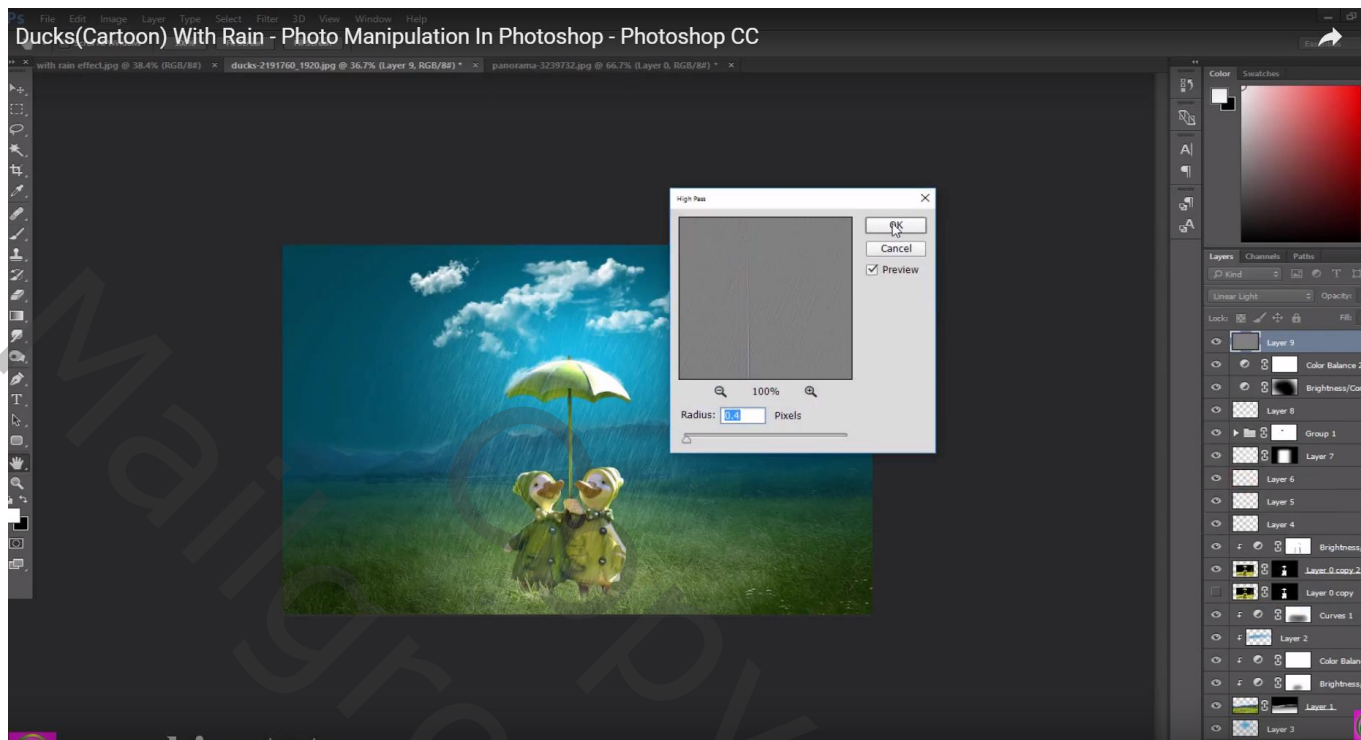 Ps File Edit Image Layer Type Select Filter 3D View Window Help
Ducks(Cartoon) With Rain - Photo Manipulation In Photoshop - Photoshop CC
with rain effect.jpg @ 38.4% (RGB/8#) × ducks-2191760_1920.jpg @ 36.7% (Layer 9, RGB/8#) * × panorama-3239732.jpg @ 66.7% (Layer 0, RGB/8#) * ×
Color Swatches
High Pass
OK
Cancel
Preview
100%
Radius: 0.4 Pixels
Layers Channels Paths
Kind
Linear Light Opacity:
Lock: Fill:
Layer 9
Color Balance 2
Brightness/Co
Layer 8
Group 1
Layer 7
Layer 6
Layer 5
Layer 4
Brightness/
Layer 0 copy 2
Layer 0 copy
Curves 1
Layer 2
Color Balan
Brightness/
Layer 1
Layer 3